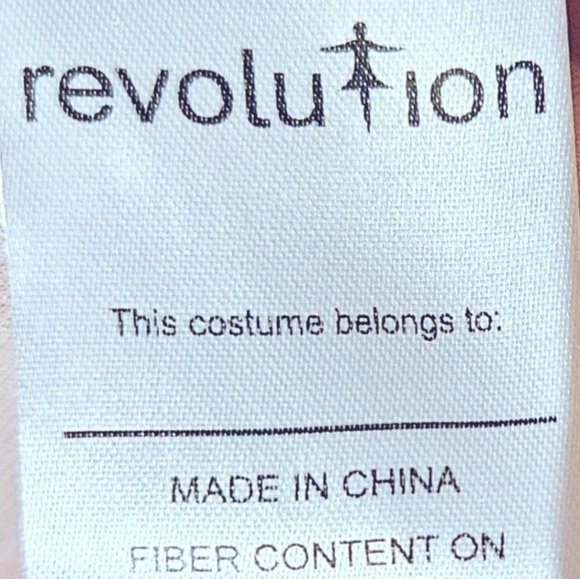 revolution
This costume belongs to:
MADE IN CHINA
FIBER CONTENT ON